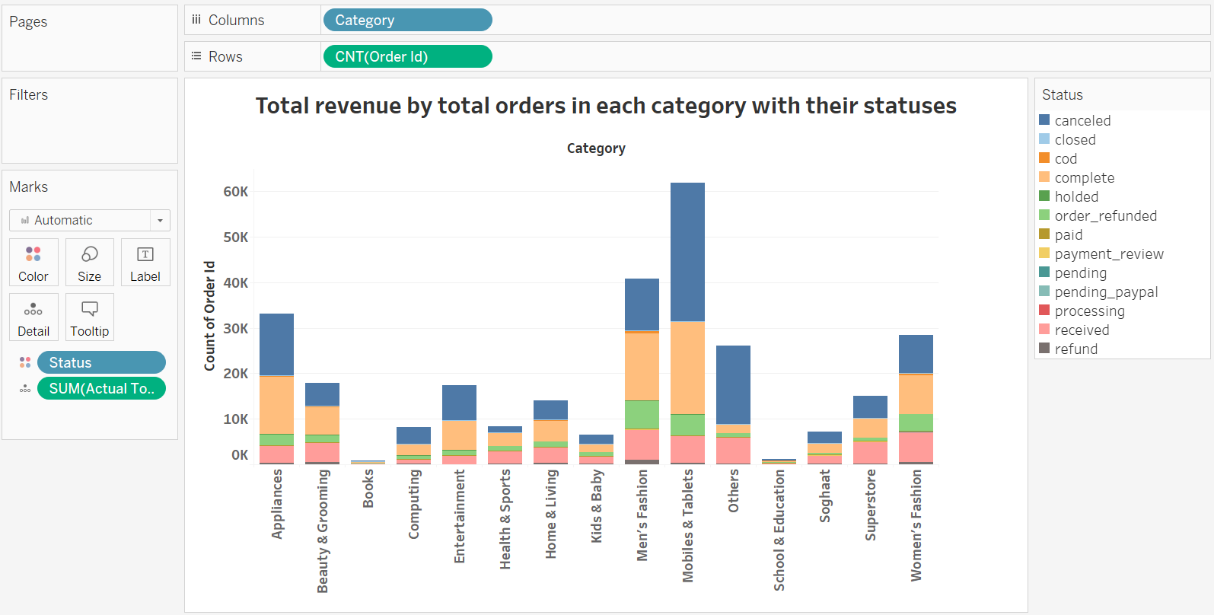 Pages
Columns
Category
Rows
CNT(Order Id)
Filters
Marks
Automatic
Color
Size
Label
Detail
Tooltip
Status
SUM(Actual To..
Total revenue by total orders in each category with their statuses
Category
Count of Order Id
60K
50K
40K
30K
20K
10K
0K
Appliances
Beauty & Grooming
Books
Computing
Entertainment
Health & Sports
Home & Living
Kids & Baby
Men's Fashion
Mobiles & Tablets
Others
School & Education
Soghaat
Superstore
Women's Fashion
Status
canceled
closed
cod
complete
holded
order_refunded
paid
payment_review
pending
pending_paypal
processing
received
refund